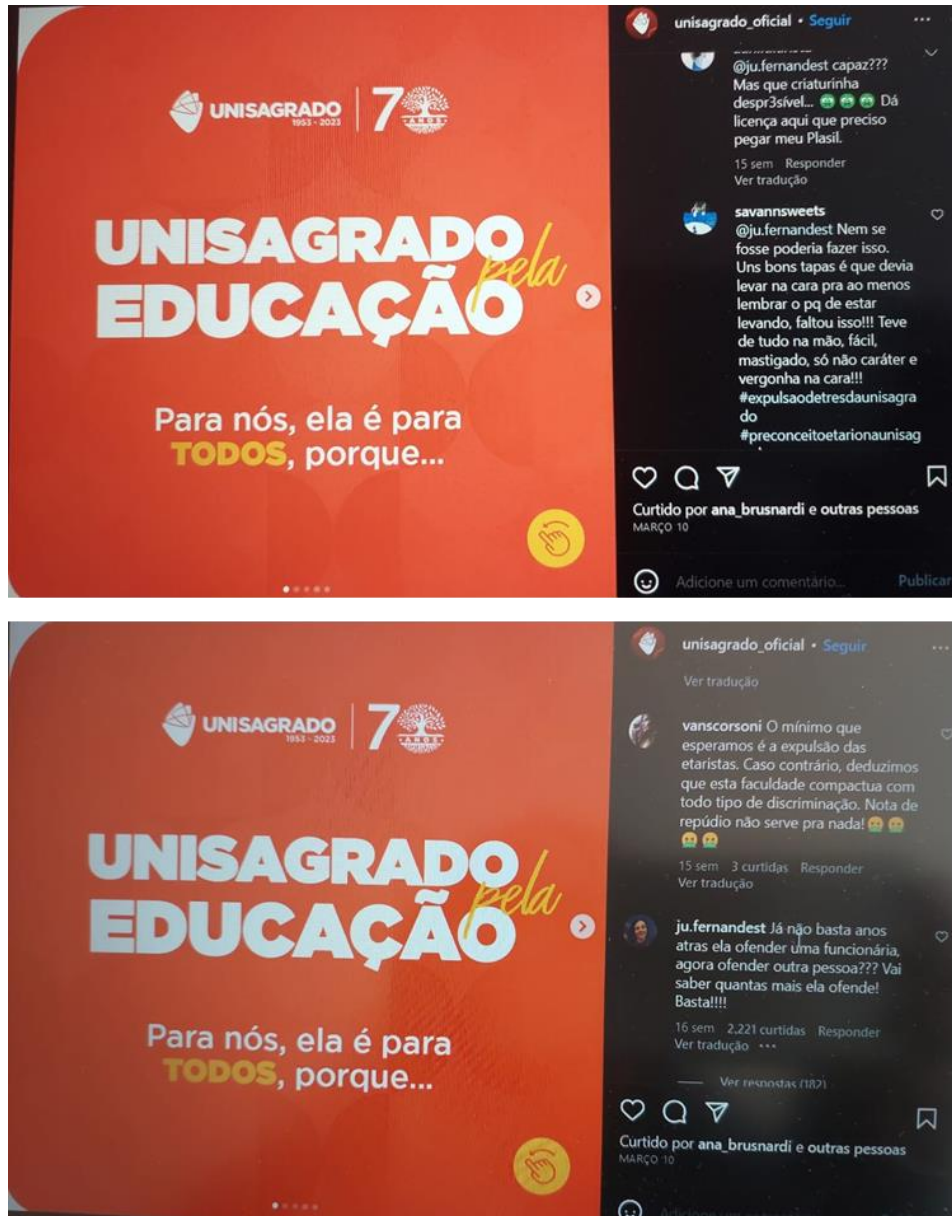 UNISAGRADO
1953 - 2023
70
ANOS
UNISAGRADO
pela
EDUCAÇÃO
Para nós, ela é para
TODOS, porque...
unisagrado_oficial • Seguir
@ju.fernandest capaz???
Mas que criaturinha
despr3sível... 🤢 🤢 🤢 Dá
licença aqui que preciso
pegar meu Plasil.
15 sem Responder
Ver tradução
savannsweets
@ju.fernandest Nem se
fosse poderia fazer isso.
Uns bons tapas é que devia
levar na cara pra ao menos
lembrar o pq de estar
levando, faltou isso!!! Teve
de tudo na mão, fácil,
mastigado, só não caráter e
vergonha na cara!!!
#expulsaodetresdaunisagra
do
#preconceitoetarionaunisag
Curtido por ana_brusnardi e outras pessoas
MARÇO 10
Adicione um comentário... Publicar
UNISAGRADO
1953 - 2023
70
ANOS
UNISAGRADO
pela
EDUCAÇÃO
Para nós, ela é para
TODOS, porque...
unisagrado_oficial • Seguir
Ver tradução
vanscorsoni O mínimo que
esperamos é a expulsão das
etaristas. Caso contrário, deduzimos
que esta faculdade compactua com
todo tipo de discriminação. Nota de
repúdio não serve pra nada! 🤮 🤮
🤮 🤮
15 sem 3 curtidas Responder
Ver tradução
ju.fernandest Já não basta anos
atras ela ofender uma funcionária,
agora ofender outra pessoa??? Vai
saber quantas mais ela ofende!
Basta!!!!
16 sem 2,221 curtidas Responder
Ver tradução •••
Ver respostas (182)
Curtido por ana_brusnardi e outras pessoas
MARÇO 10
Adicione um comentário...